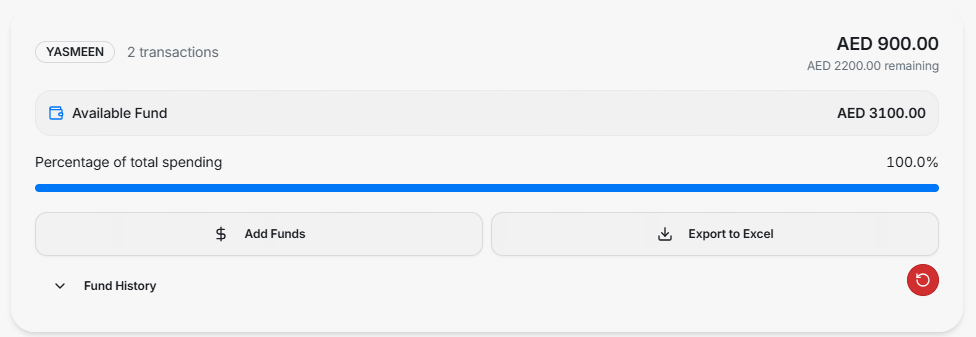 YASMEEN 2 transactions AED 900.00
AED 2200.00 remaining
Available Fund AED 3100.00
Percentage of total spending 100.0%
Add Funds Export to Excel
Fund History